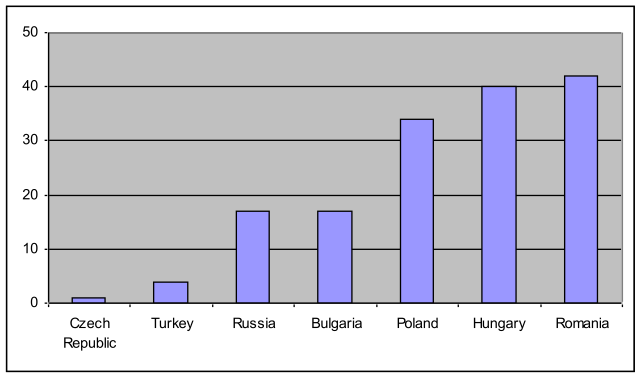 50
40
30
20
10
0
Czech Republic
Turkey
Russia
Bulgaria
Poland
Hungary
Romania